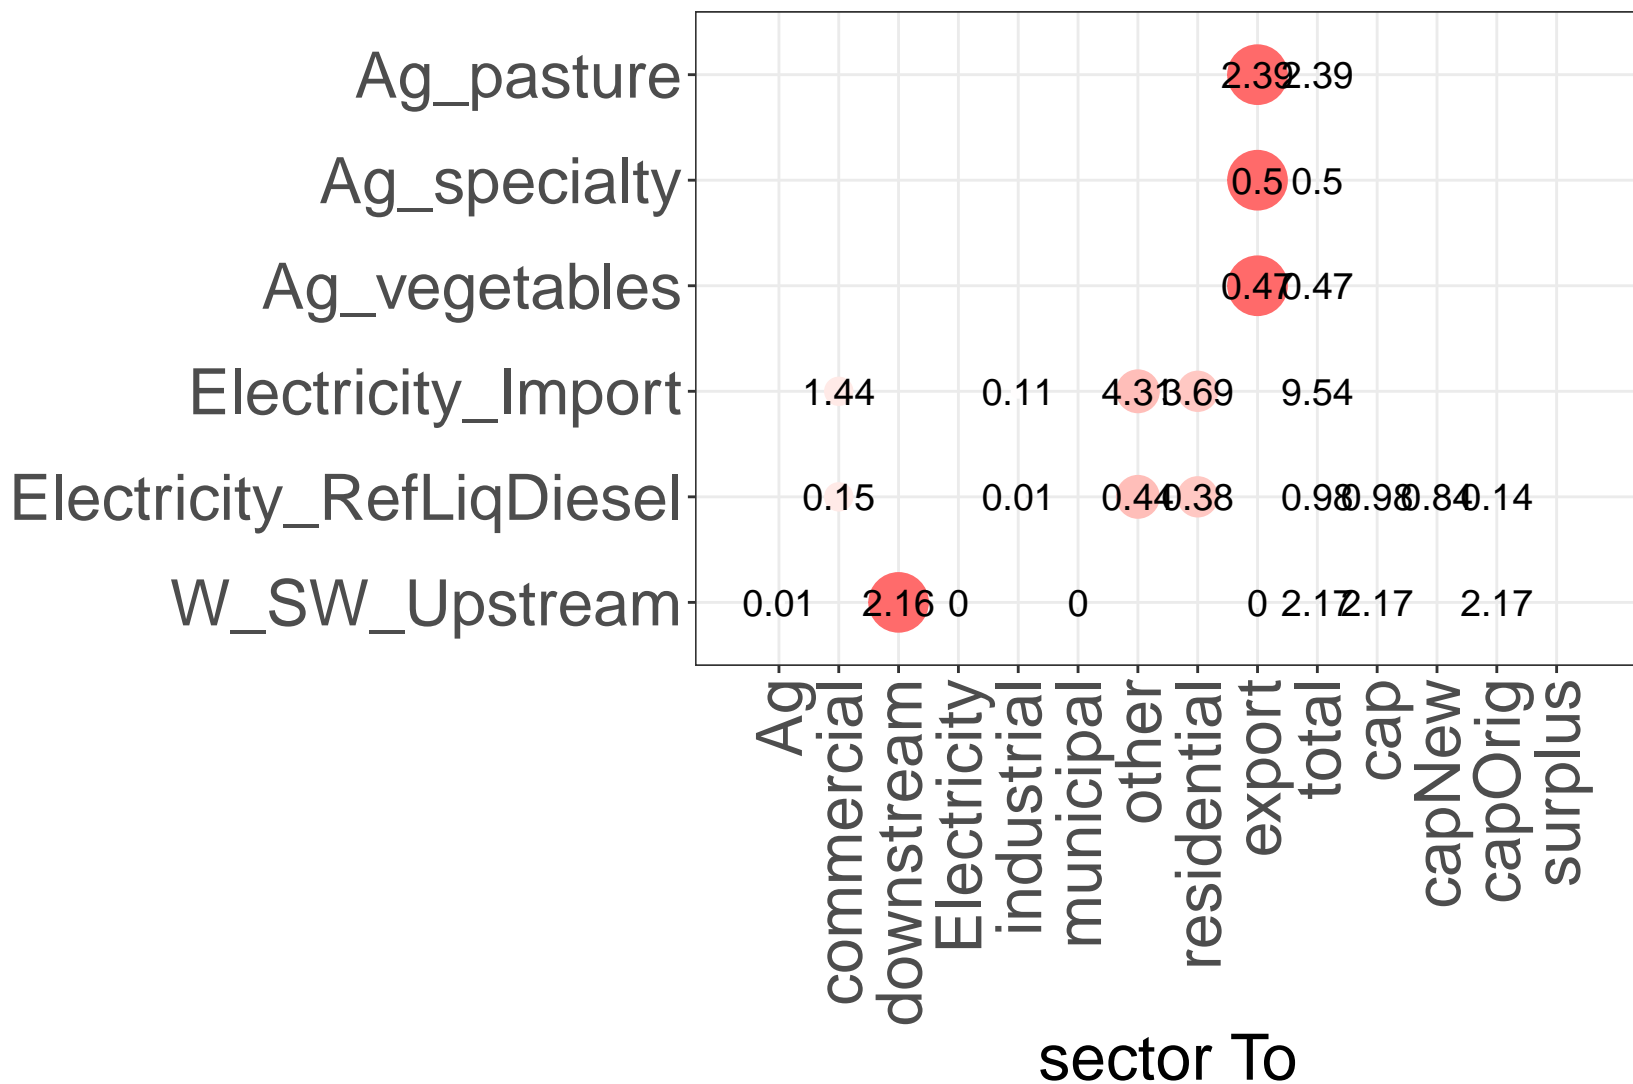 Ag_pasture 2.39 2.39
Ag_specialty 0.5 0.5
Ag_vegetables 0.47 0.47
Electricity_Import 1.44 0.11 4.31 3.69 9.54
Electricity_RefLiqDiesel 0.15 0.01 0.44 0.38 0.98 0.98 0.84 0.14
W_SW_Upstream 0.01 2.16 0 0 0 2.17 2.17 2.17
Ag
commercial
downstream
Electricity
industrial
municipal
other
residential
export
total
cap
capNew
capOrig
surplus
sector To